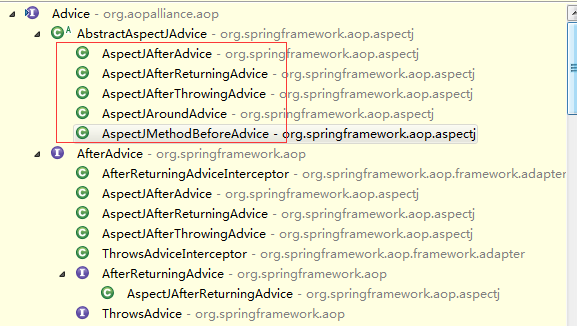 Advice - org.aopalliance.aop
AbstractAspectJAdvice - org.springframework.aop.aspectj
AspectJAfterAdvice - org.springframework.aop.aspectj
AspectJAfterReturningAdvice - org.springframework.aop.aspectj
AspectJAfterThrowingAdvice - org.springframework.aop.aspectj
AspectJAroundAdvice - org.springframework.aop.aspectj
AspectJMethodBeforeAdvice - org.springframework.aop.aspectj
AfterAdvice - org.springframework.aop
AfterReturningAdviceInterceptor - org.springframework.aop.framework.adapter
AspectJAfterAdvice - org.springframework.aop.aspectj
AspectJAfterReturningAdvice - org.springframework.aop.aspectj
AspectJAfterThrowingAdvice - org.springframework.aop.aspectj
ThrowsAdviceInterceptor - org.springframework.aop.framework.adapter
AfterReturningAdvice - org.springframework.aop
AspectJAfterReturningAdvice - org.springframework.aop.aspectj
ThrowsAdvice - org.springframework.aop